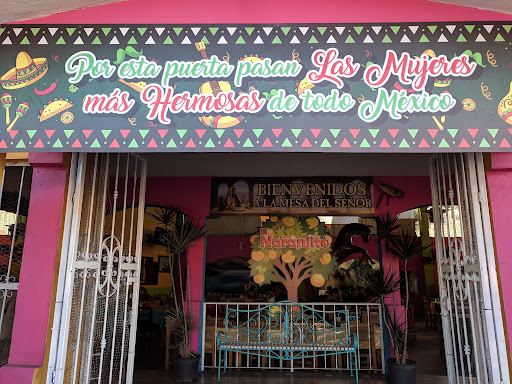 Por esta puerta pasan Las Mujeres
más Hermosas de todo México
BIENVENIDOS
A LA MESA DEL SEÑOR
Naranjito